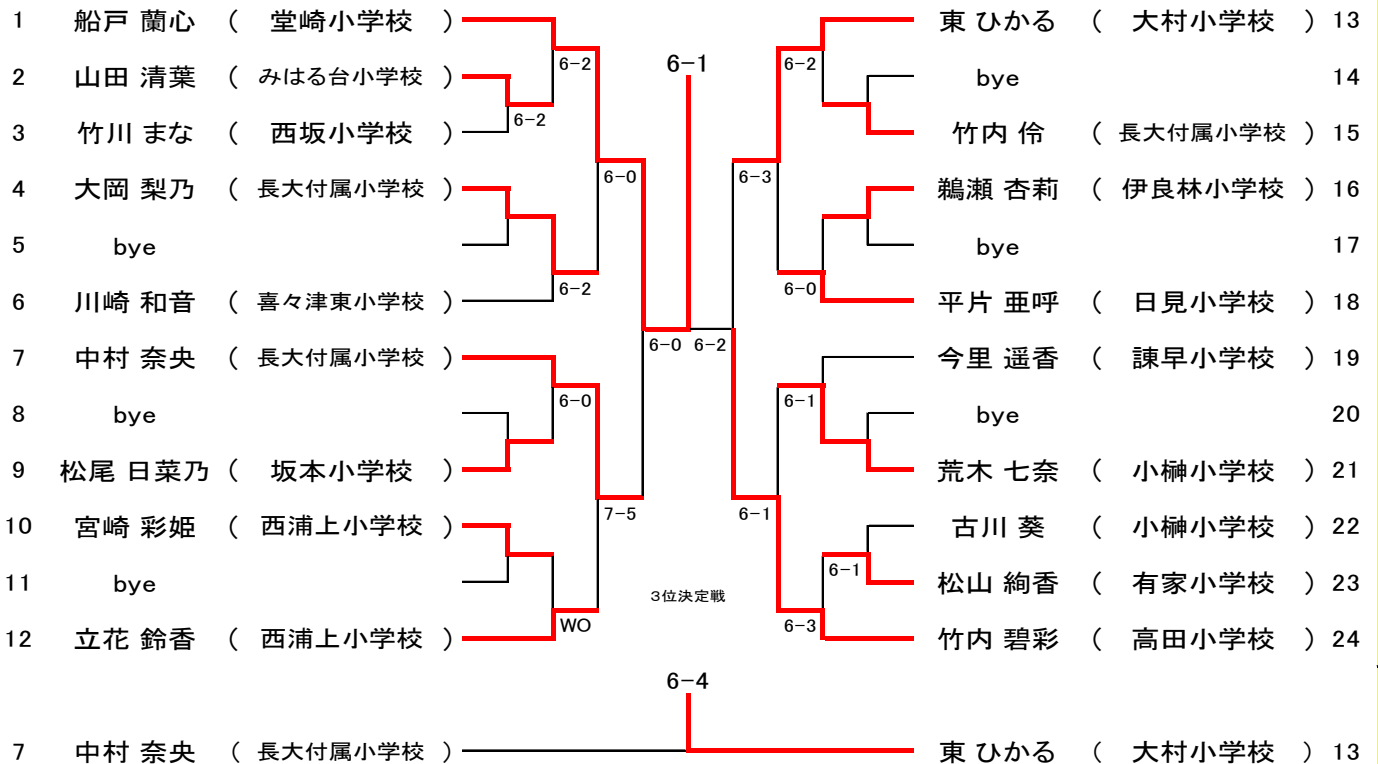 1 船戸 蘭心 ( 堂崎小学校 ) 東 ひかる ( 大村小学校 ) 13
6-2 6-1 6-2
2 山田 清葉 ( みはる台小学校 ) bye 14
6-2
3 竹川 まな ( 西坂小学校 ) 竹内 伶 ( 長大付属小学校 ) 15
6-0 6-3
4 大岡 梨乃 ( 長大付属小学校 ) 鵜瀬 杏莉 ( 伊良林小学校 ) 16
5 bye bye 17
6-2 6-0
6 川崎 和音 ( 喜々津東小学校 ) 平片 亜呼 ( 日見小学校 ) 18
6-0 6-2
7 中村 奈央 ( 長大付属小学校 ) 今里 遥香 ( 諫早小学校 ) 19
6-0 6-1
8 bye bye 20
9 松尾 日菜乃 ( 坂本小学校 ) 荒木 七奈 ( 小榊小学校 ) 21
7-5 6-1
10 宮崎 彩姫 ( 西浦上小学校 ) 古川 葵 ( 小榊小学校 ) 22
6-1
11 bye 松山 絢香 ( 有家小学校 ) 23
3位決定戦
WO 6-3
12 立花 鈴香 ( 西浦上小学校 ) 竹内 碧彩 ( 高田小学校 ) 24
6-4
7 中村 奈央 ( 長大付属小学校 ) 東 ひかる ( 大村小学校 ) 13